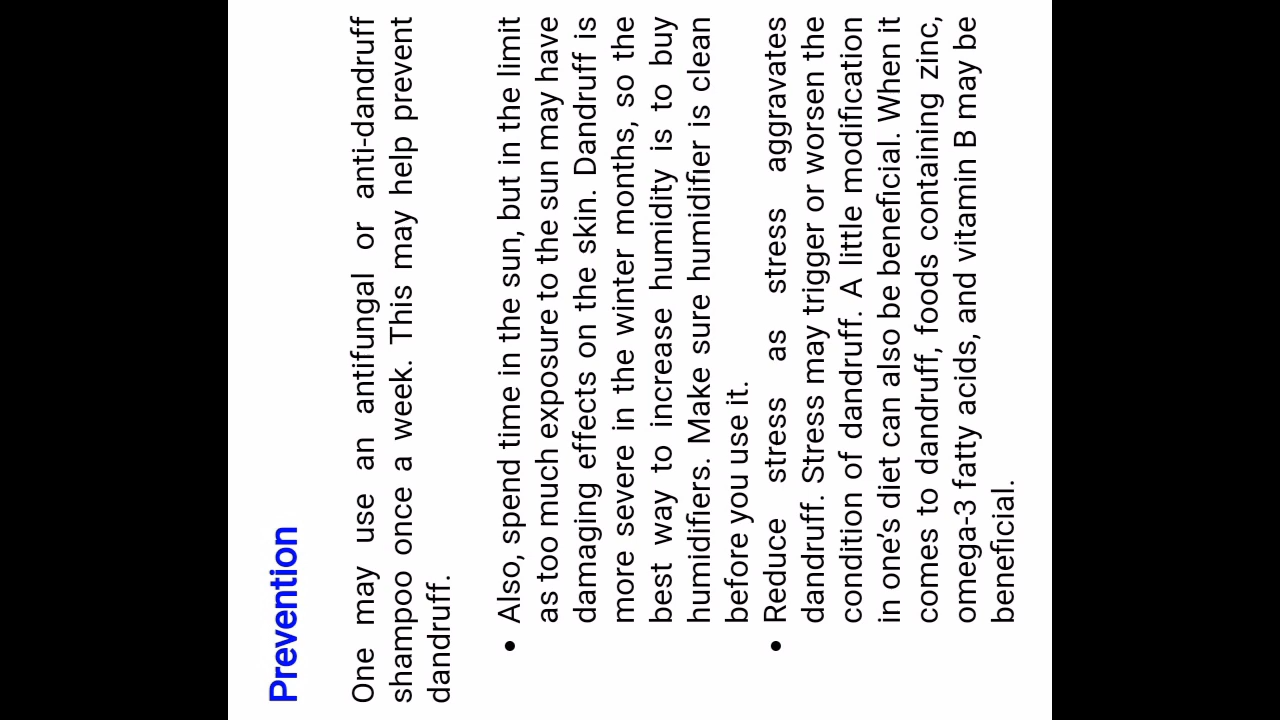 Prevention
One may use an antifungal or anti-dandruff
shampoo once a week. This may help prevent
dandruff.
• Also, spend time in the sun, but in the limit
as too much exposure to the sun may have
damaging effects on the skin. Dandruff is
more severe in the winter months, so the
best way to increase humidity is to buy
humidifiers. Make sure humidifier is clean
before you use it.
• Reduce stress as stress aggravates
dandruff. Stress may trigger or worsen the
condition of dandruff. A little modification
in one's diet can also be beneficial. When it
comes to dandruff, foods containing zinc,
omega-3 fatty acids, and vitamin B may be
beneficial.